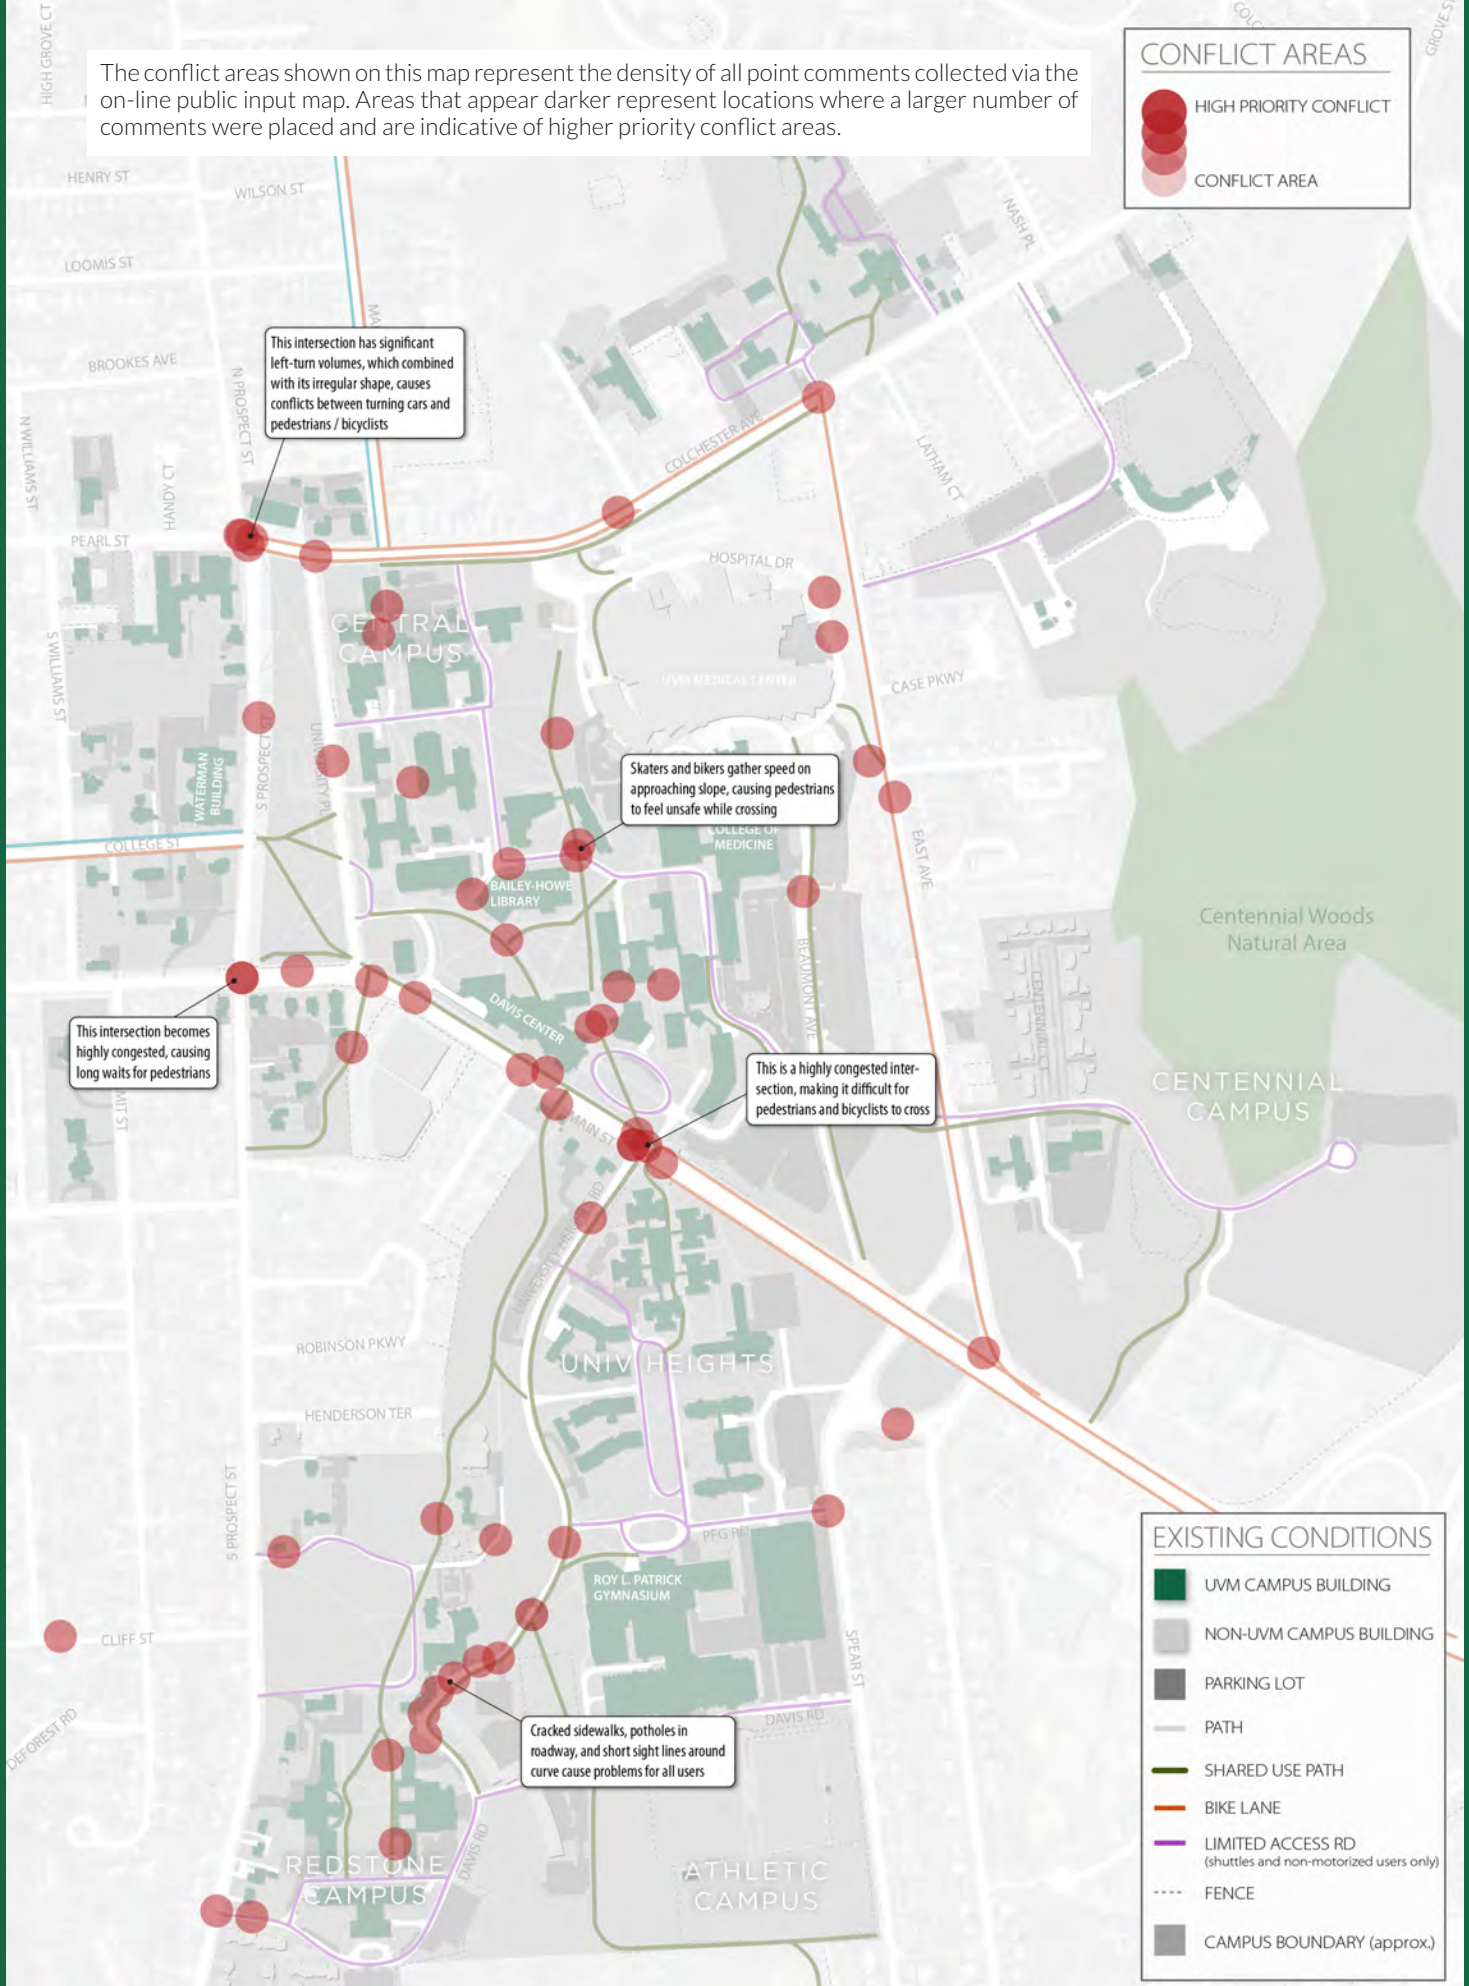 The conflict areas shown on this map represent the density of all point comments collected via the
on-line public input map. Areas that appear darker represent locations where a larger number of
comments were placed and are indicative of higher priority conflict areas.
CONFLICT AREAS
HIGH PRIORITY CONFLICT
CONFLICT AREA
HIGH GROVE CT
GROVE ST
HENRY ST
WILSON ST
NASH PL
LOOMIS ST
BROOKES AVE
N PROSPECT ST
This intersection has significant
left-turn volumes, which combined
with its irregular shape, causes
conflicts between turning cars and
pedestrians / bicyclists
N WILLIAMS ST
HANDY CT
COLCHESTER AVE
LATHAM CT
PEARL ST
HOSPITAL DR
CENTRAL
CAMPUS
S WILLIAMS ST
UVM MEDICAL CENTER
CASE PKWY
WATERMAN
BUILDING
S PROSPECT ST
UNIVERSITY PL
Skaters and bikers gather speed on
approaching slope, causing pedestrians
to feel unsafe while crossing
COLLEGE ST
COLLEGE OF
MEDICINE
EAST AVE
BAILEY-HOWE
LIBRARY
Centennial Woods
Natural Area
BEAUMONT AVE
DAVIS CENTER
This intersection becomes
highly congested, causing
long waits for pedestrians
This is a highly congested inter-
section, making it difficult for
pedestrians and bicyclists to cross
CENTENNIAL
CAMPUS
MAIN ST
ROBINSON PKWY
UNIV HEIGHTS
HENDERSON TER
S PROSPECT ST
PFG RD
ROY L. PATRICK
GYMNASIUM
CLIFF ST
SPEAR ST
DEFOREST RD
DAVIS RD
Cracked sidewalks, potholes in
roadway, and short sight lines around
curve cause problems for all users
DAVIS RD
REDSTONE
CAMPUS
ATHLETIC
CAMPUS
EXISTING CONDITIONS
UVM CAMPUS BUILDING
NON-UVM CAMPUS BUILDING
PARKING LOT
PATH
SHARED USE PATH
BIKE LANE
LIMITED ACCESS RD
(shuttles and non-motorized users only)
FENCE
CAMPUS BOUNDARY (approx.)